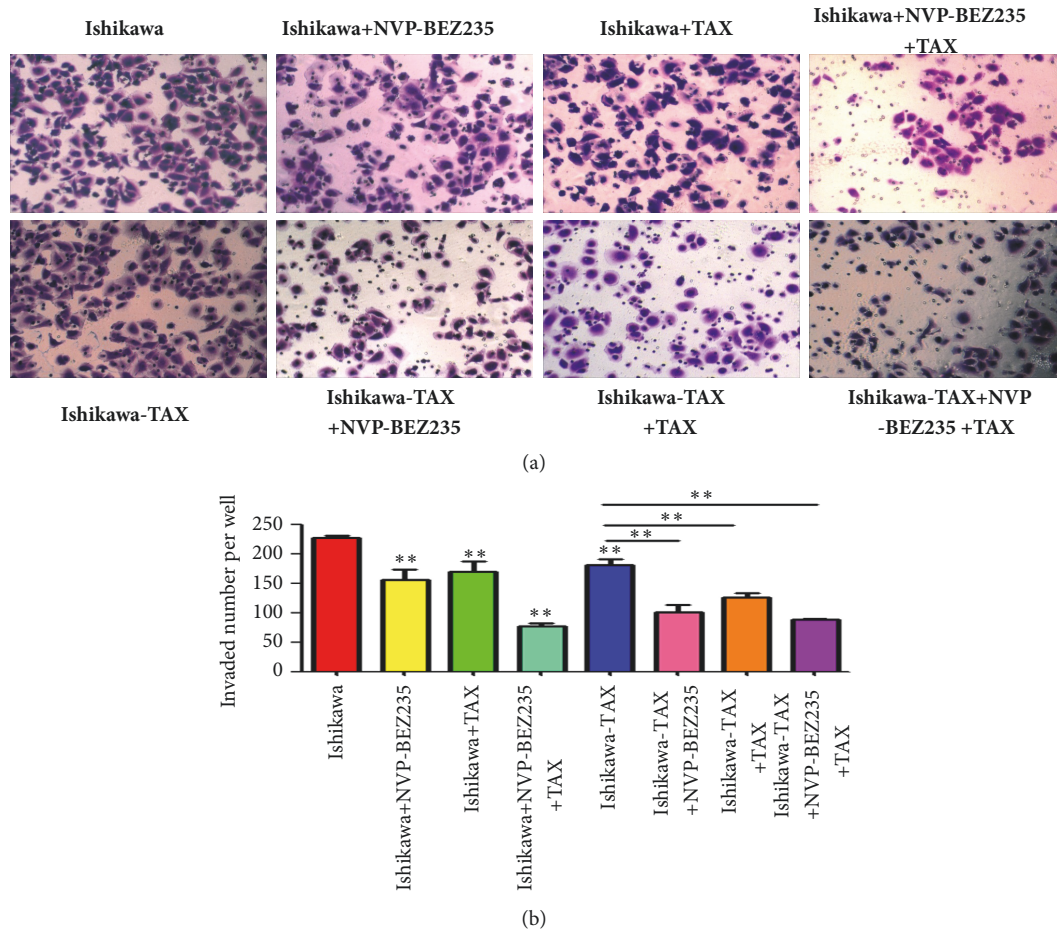 Ishikawa
Ishikawa+NVP-BEZ235
Ishikawa+TAX
Ishikawa+NVP-BEZ235
+TAX
Ishikawa-TAX
Ishikawa-TAX
+NVP-BEZ235
Ishikawa-TAX
+TAX
Ishikawa-TAX+NVP
-BEZ235 +TAX
(a)
Invaded number per well
250
200
150
100
50
0
**
**
**
**
**
**
**
Ishikawa
Ishikawa+NVP-BEZ235
Ishikawa+TAX
Ishikawa+NVP-BEZ235
+TAX
Ishikawa-TAX
Ishikawa-TAX
+NVP-BEZ235
Ishikawa-TAX
+TAX
Ishikawa-TAX
+NVP-BEZ235
+TAX
(b)